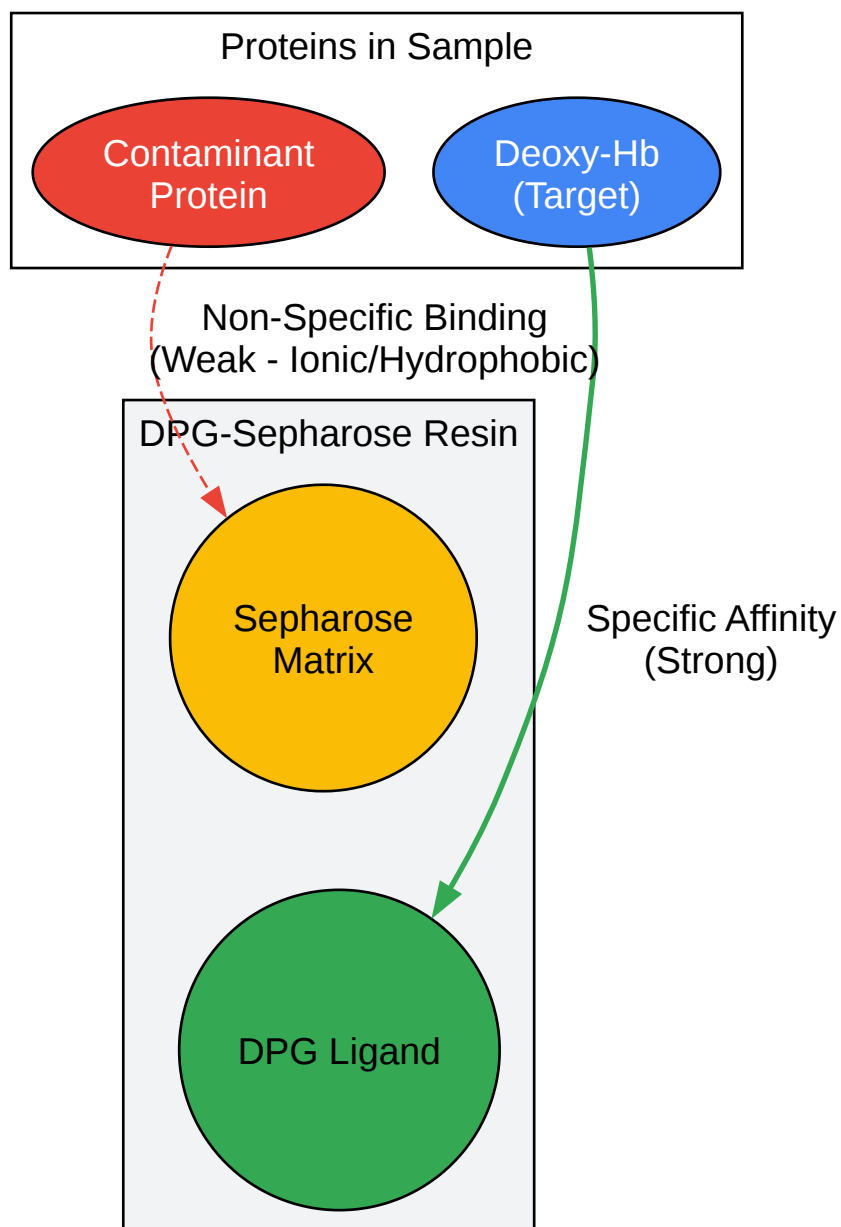 Proteins in Sample
Contaminant
Protein
Deoxy-Hb
(Target)
Non-Specific Binding
(Weak - Ionic/Hydrophobic)
DPG-Sepharose Resin
Sepharose
Matrix
Specific Affinity
(Strong)
DPG Ligand